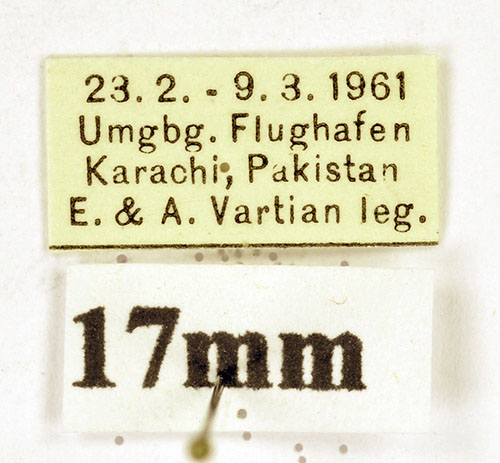 23. 2. - 9. 3. 1961
Umgbg. Flughafen
Karachi, Pakistan
E. & A. Vartian leg.
17mm